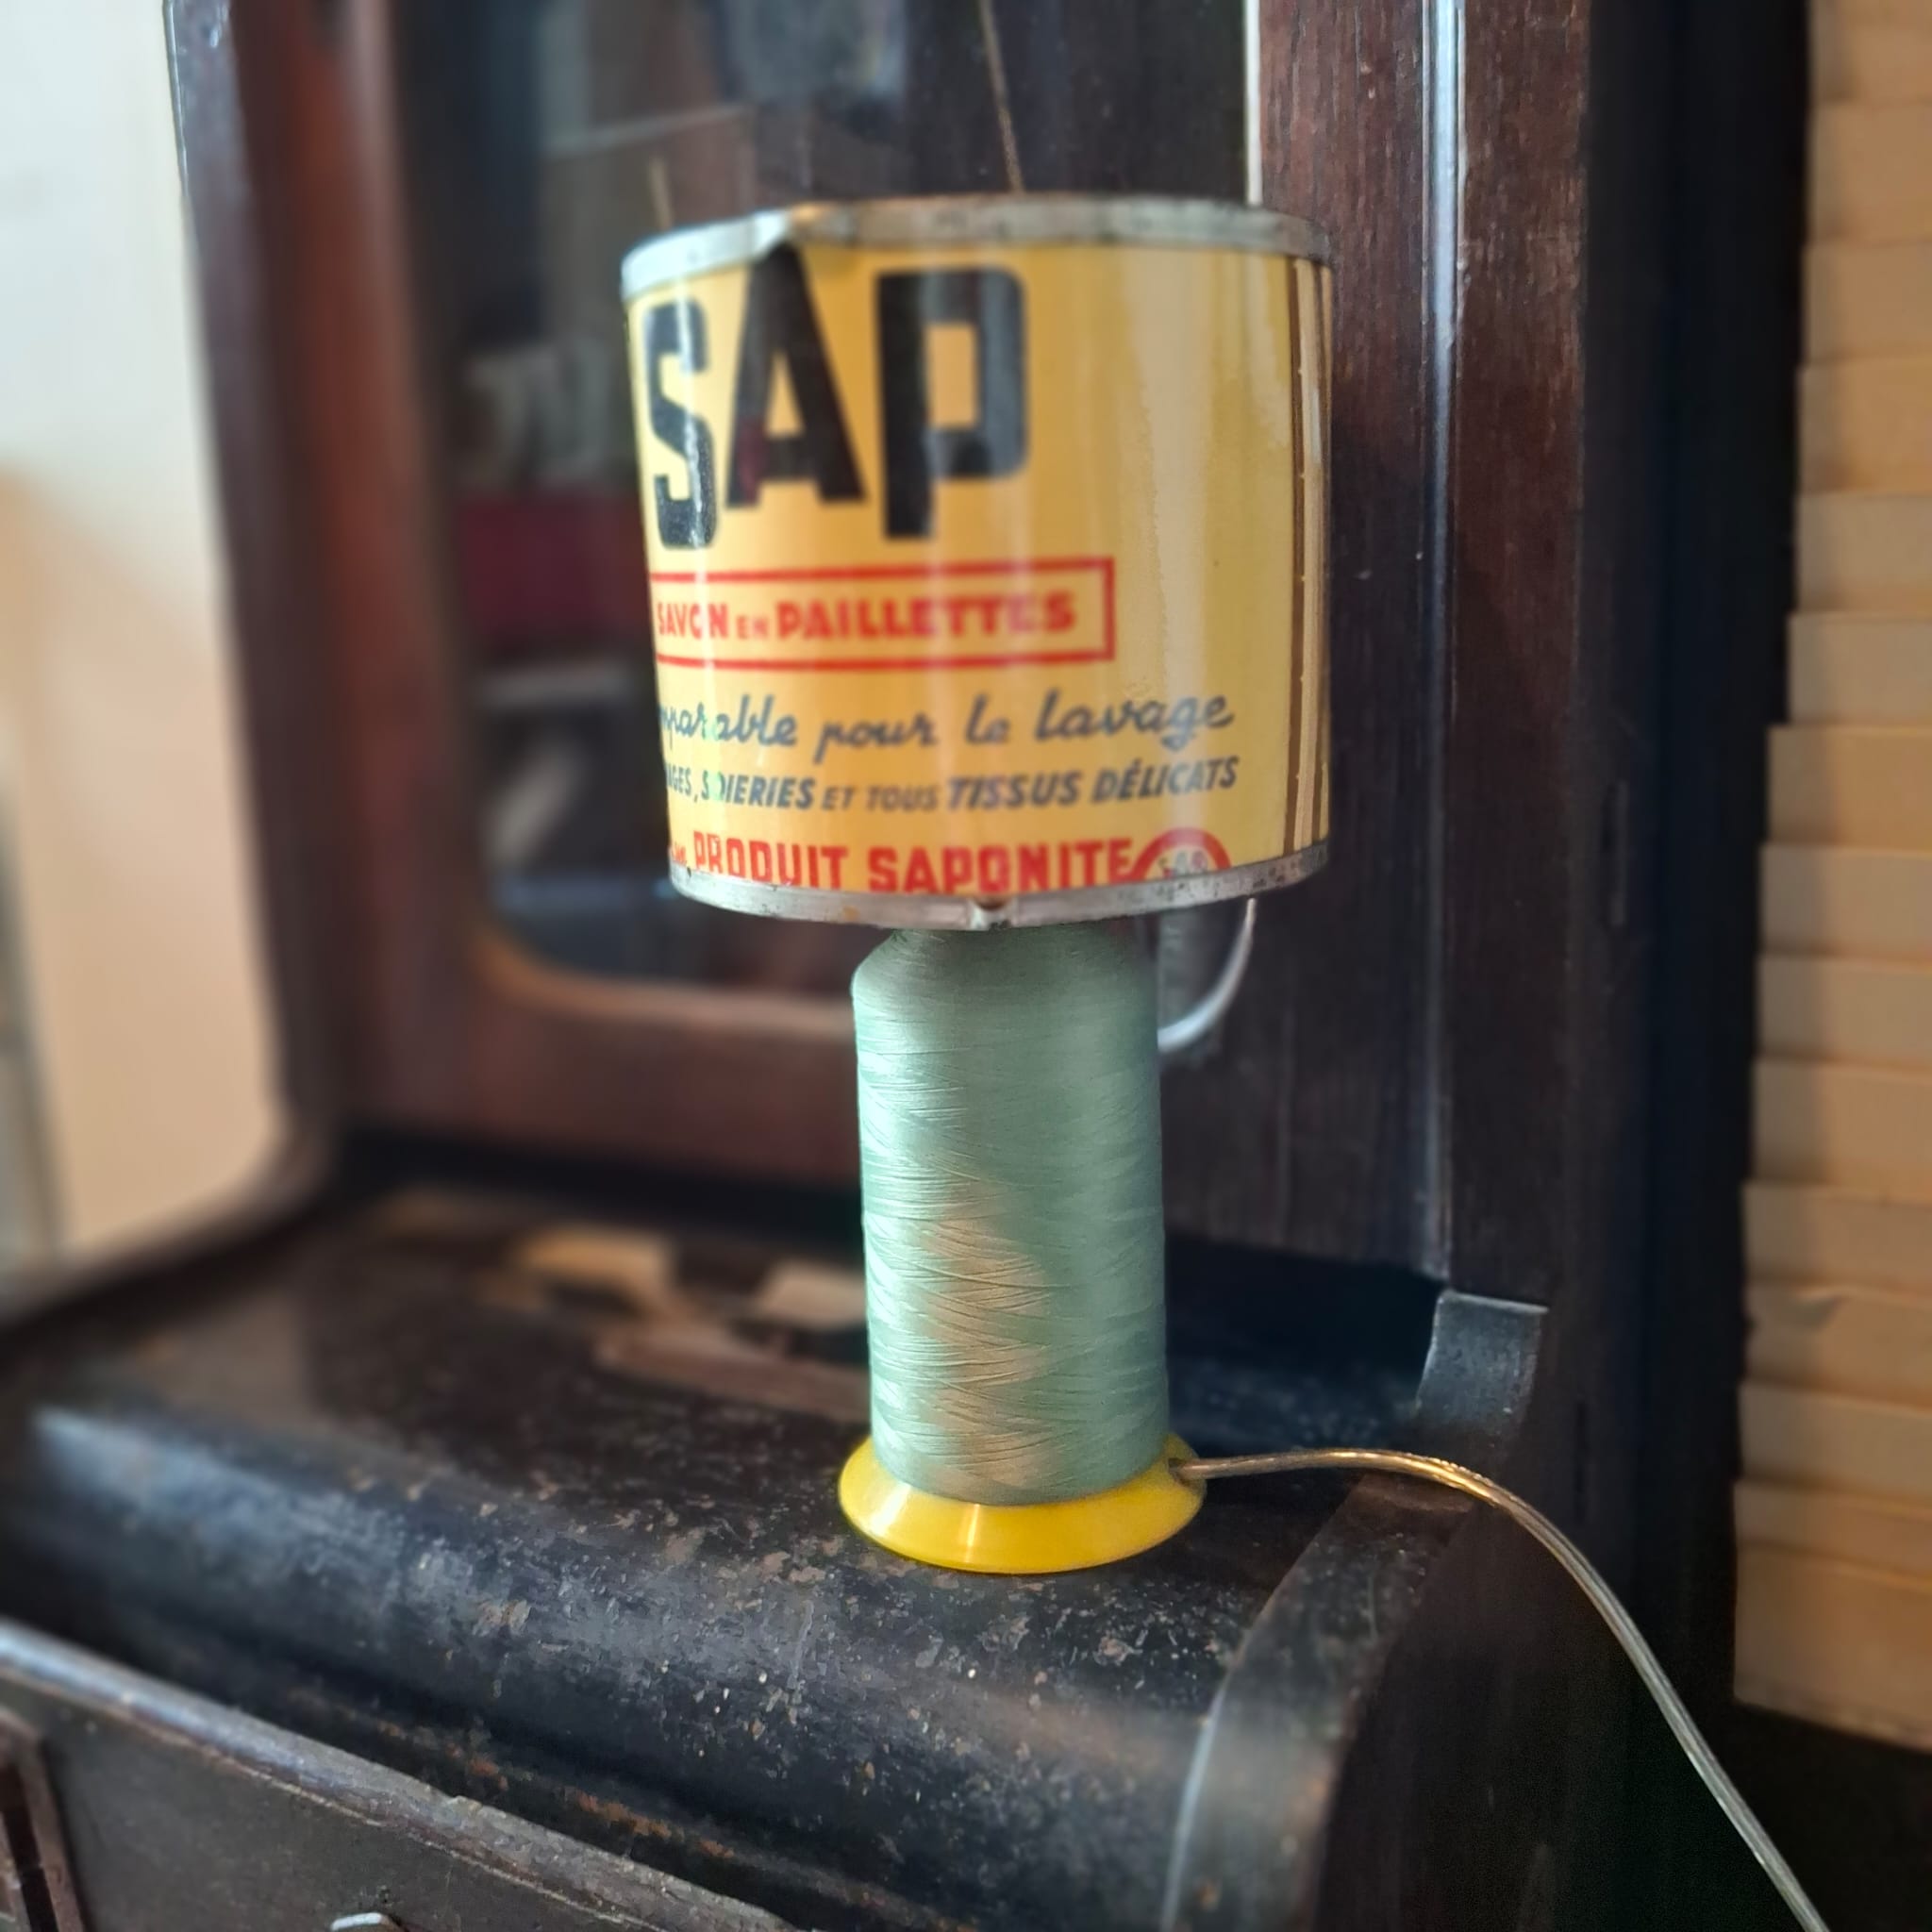 SAP
SAVON EN PAILLETTES
pour le lavage
SOIERIES ET TOUS TISSUS DÉLICATS
PRODUIT SAPONITE